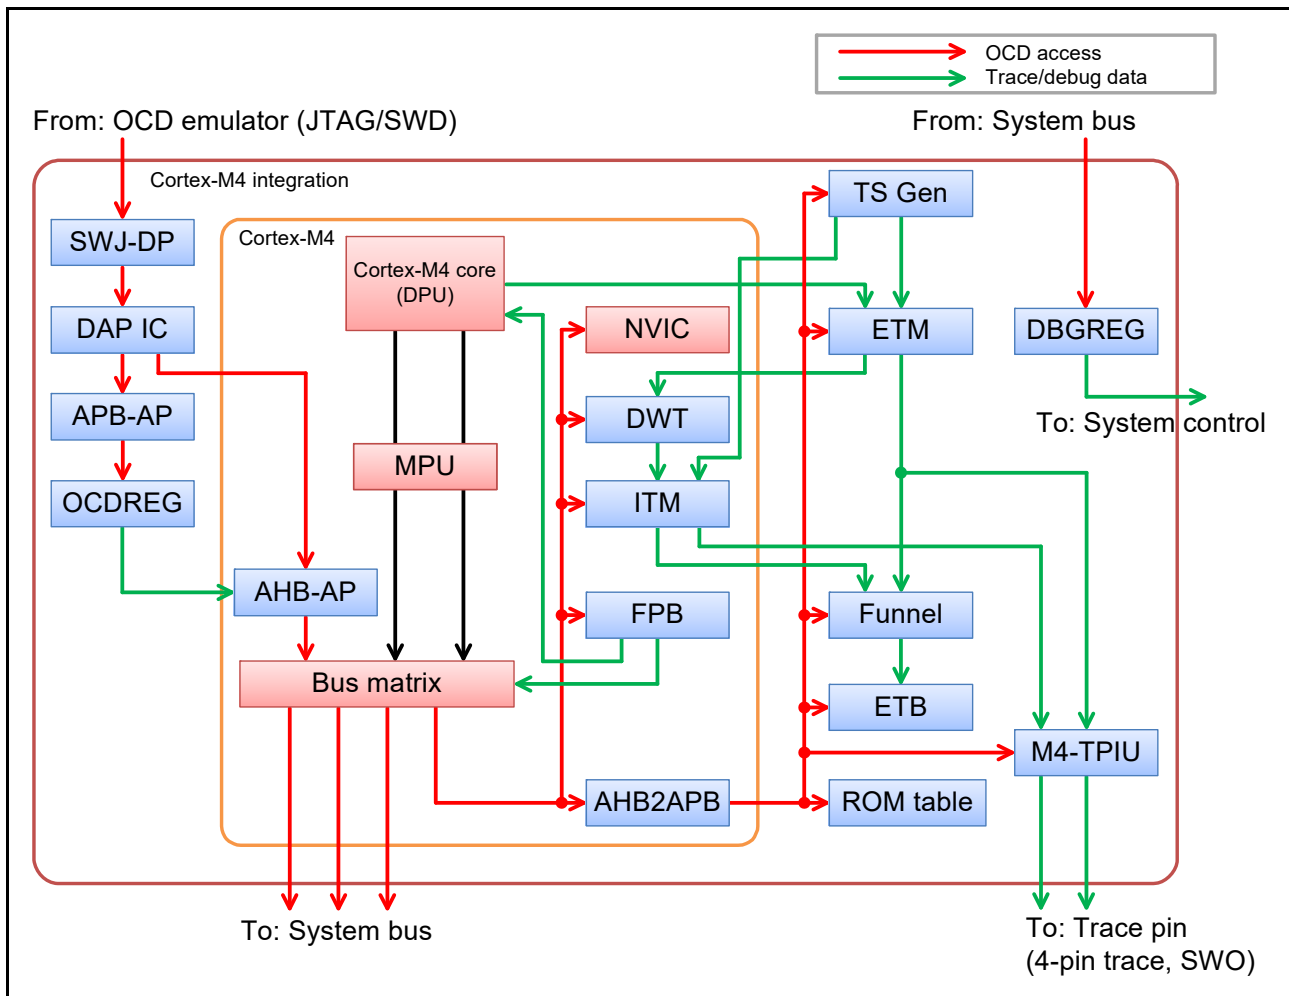 OCD access
Trace/debug data
From: OCD emulator (JTAG/SWD)
From: System bus
Cortex-M4 integration
TS Gen
SWJ-DP
Cortex-M4
Cortex-M4 core
(DPU)
DAP IC
NVIC
ETM
DBGREG
APB-AP
DWT
To: System control
MPU
OCDREG
ITM
AHB-AP
FPB
Funnel
Bus matrix
ETB
M4-TPIU
AHB2APB
ROM table
To: System bus
To: Trace pin
(4-pin trace, SWO)